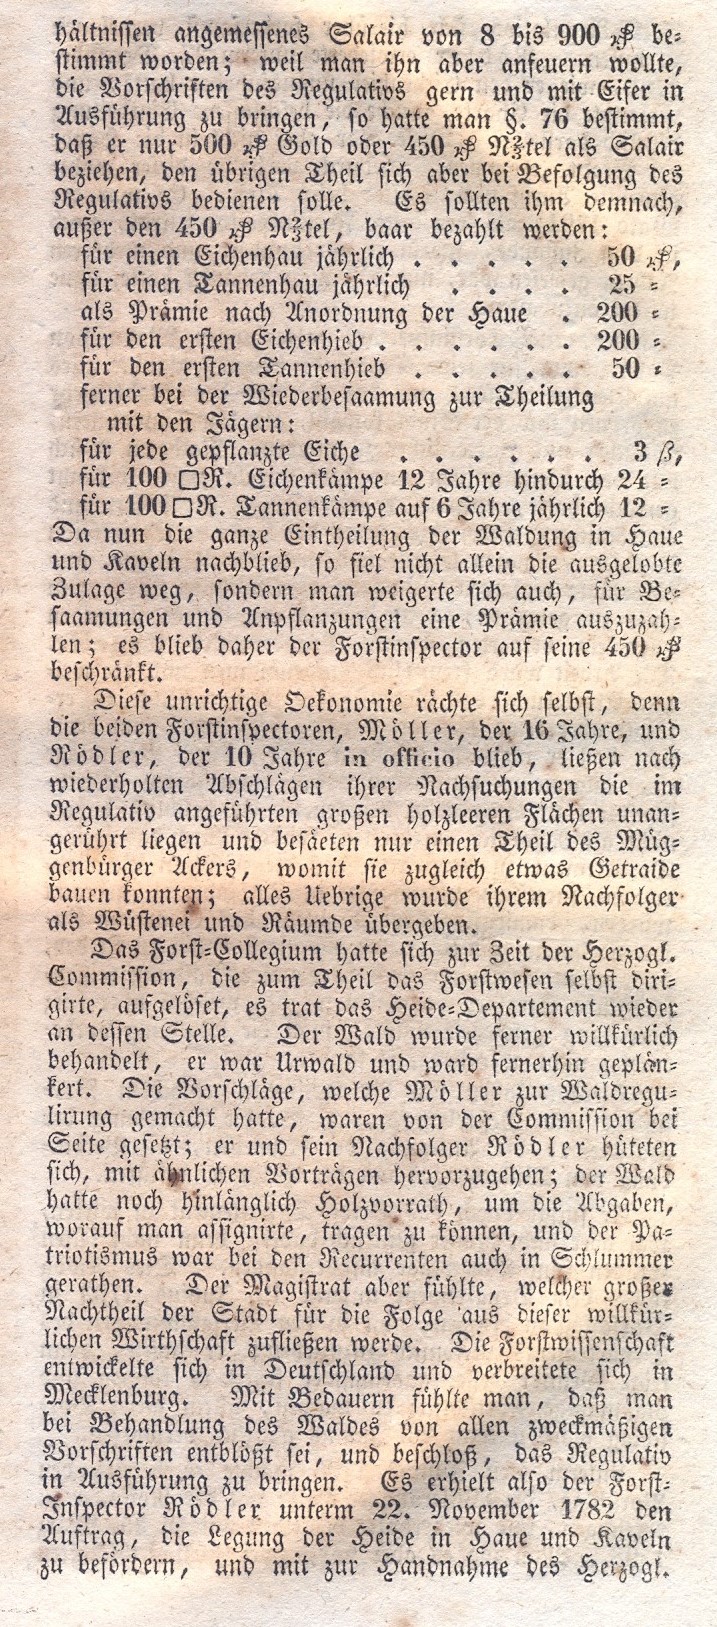 hältnissen angemessenes Salair von 8 bis 900 ₰ be-
stimmt worden; weil man ihn aber anfeuern wollte,
die Vorschriften des Regulativs gern und mit Eifer in
Ausführung zu bringen, so hatte man §. 76 bestimmt,
daß er nur 500 ₰ Gold oder 450 ₰ N⅔tel als Salair
beziehen, den übrigen Theil sich aber bei Befolgung des
Regulativs bedienen solle. Es sollten ihm demnach,
außer den 450 ₰ N⅔tel, baar bezahlt werden:
für einen Eichenhau jährlich . . . . . 50 ₰,
für einen Tannenhau jährlich . . . . 25 =
als Prämie nach Anordnung der Haue . 200 =
für den ersten Eichenhieb . . . . . . 200 =
für den ersten Tannenhieb . . . . . 50 =
ferner bei der Wiederbesaamung zur Theilung
mit den Jägern:
für jede gepflanzte Eiche . . . . . . 3 ß,
für 100 □R. Eichenkämpe 12 Jahre hindurch 24 =
für 100 □R. Tannenkämpe auf 6 Jahre jährlich 12 =
Da nun die ganze Eintheilung der Waldung in Haue
und Kaveln nachblieb, so fiel nicht allein die ausgelobte
Zulage weg, sondern man weigerte sich auch, für Be-
saamungen und Anpflanzungen eine Prämie auszuzah-
len; es blieb daher der Forstinspector auf seine 450 ₰
beschränkt.
Diese unrichtige Oekonomie rächte sich selbst, denn
die beiden Forstinspectoren, Möller, der 16 Jahre, und
Rödler, der 10 Jahre in officio blieb, ließen nach
wiederholten Abschlägen ihrer Nachsuchungen die im
Regulativ angeführten großen holzleeren Flächen unan-
gerührt liegen und besäeten nur einen Theil des Müg-
genbürger Ackers, womit sie zugleich etwas Getraide
bauen konnten; alles Uebrige wurde ihrem Nachfolger
als Wüstenei und Räumde übergeben.
Das Forst-Collegium hatte sich zur Zeit der Herzogl.
Commission, die zum Theil das Forstwesen selbst diri-
girte, aufgelöset, es trat das Heide-Departement wieder
an dessen Stelle. Der Wald wurde ferner willkürlich
behandelt, er war Urwald und ward fernerhin geplän-
kert. Die Vorschläge, welche Möller zur Waldregu-
lirung gemacht hatte, waren von der Commission bei
Seite gesetzt; er und sein Nachfolger Rödler hüteten
sich, mit ähnlichen Vorträgen hervorzugehen; der Wald
hatte noch hinlänglich Holzvorrath, um die Abgaben,
worauf man assignirte, tragen zu können, und der Pa-
triotismus war bei den Recurrenten auch in Schlummer
gerathen. Der Magistrat aber fühlte, welcher großer
Nachtheil der Stadt für die Folge aus dieser willkür-
lichen Wirthschaft zufließen werde. Die Forstwissenschaft
entwickelte sich in Deutschland und verbreitete sich in
Mecklenburg. Mit Bedauern fühlte man, daß man
bei Behandlung des Waldes von allen zweckmäßigen
Vorschriften entblößt sei, und beschloß, das Regulativ
in Ausführung zu bringen. Es erhielt also der Forst-
Inspector Rödler unterm 22. November 1782 den
Auftrag, die Legung der Heide in Haue und Kaveln
zu befördern, und mit zur Handnahme des Herzogl.